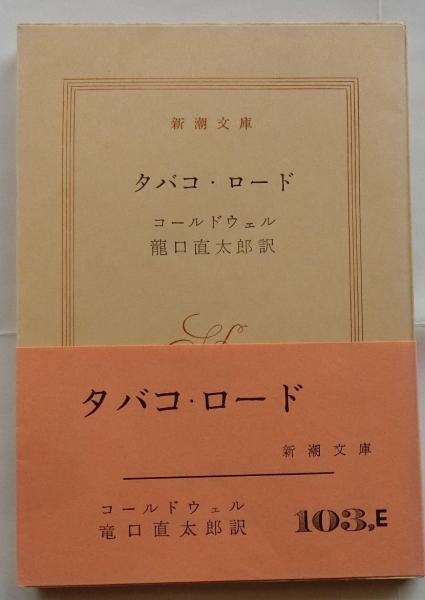 新潮文庫
タバコ・ロード
コールドウェル
龍口直太郎訳
タバコ・ロード
新潮文庫
コールドウェル
竜口直太郎訳
103,E